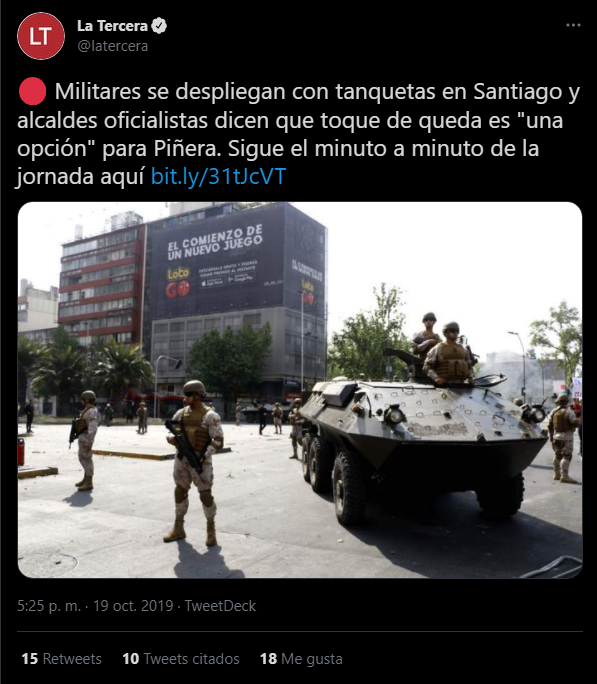 LT
La Tercera
@latercera
Militares se despliegan con tanquetas en Santiago y
alcaldes oficialistas dicen que toque de queda es "una
opción" para Piñera. Sigue el minuto a minuto de la
jornada aquí bit.ly/31tJcVT
EL COMIENZO DE
UN NUEVO JUEGO
Loto
GO
5:25 p. m. · 19 oct. 2019 · TweetDeck
15 Retweets 10 Tweets citados 18 Me gusta